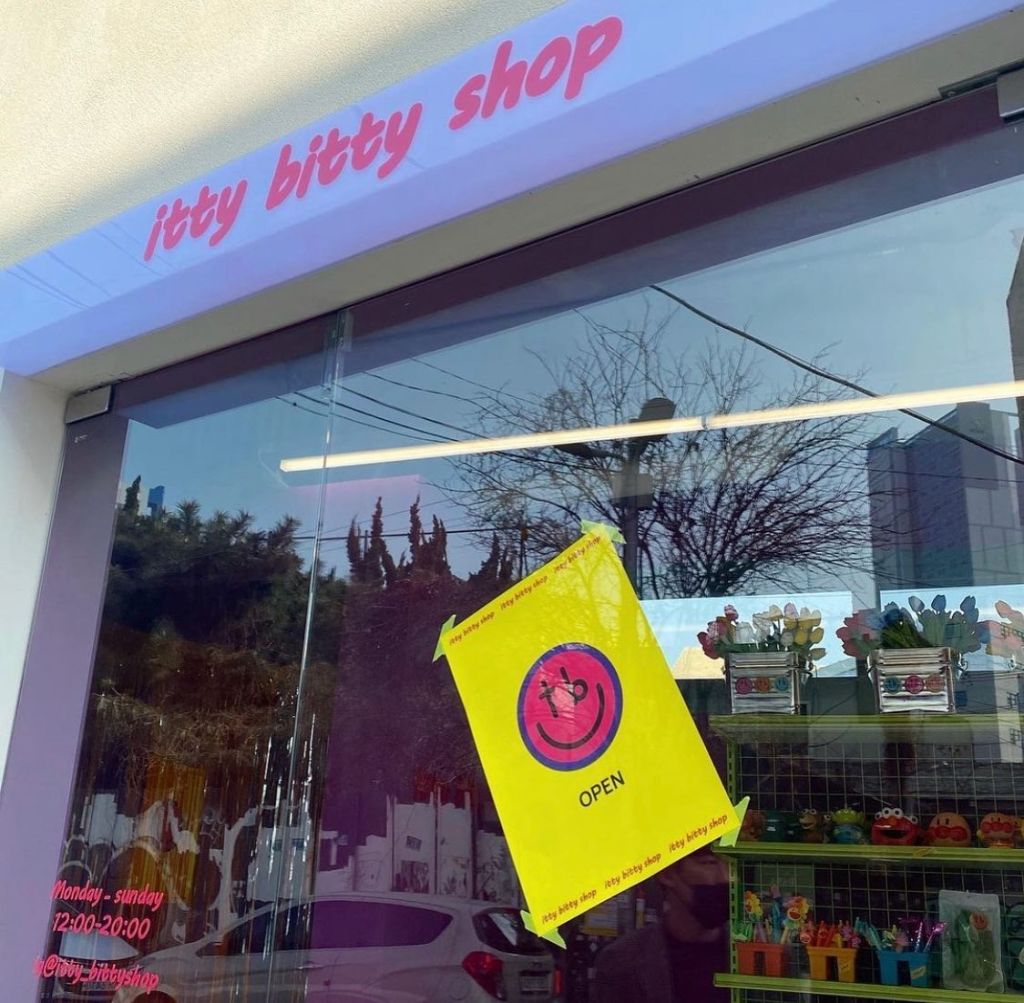 itty bitty shop
itty bitty shop itty bitty shop itty bitty shop
tb
OPEN
itty bitty shop itty bitty shop itty bitty shop
Monday - sunday
12:00-20:00
@itty_bittyshop